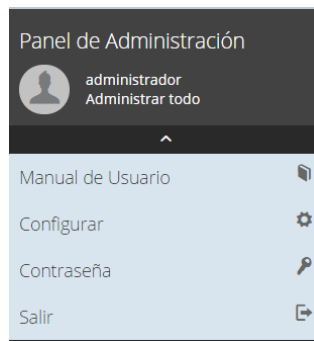 Panel de Administración
administrador
Administrar todo
Manual de Usuario
Configurar
Contraseña
Salir